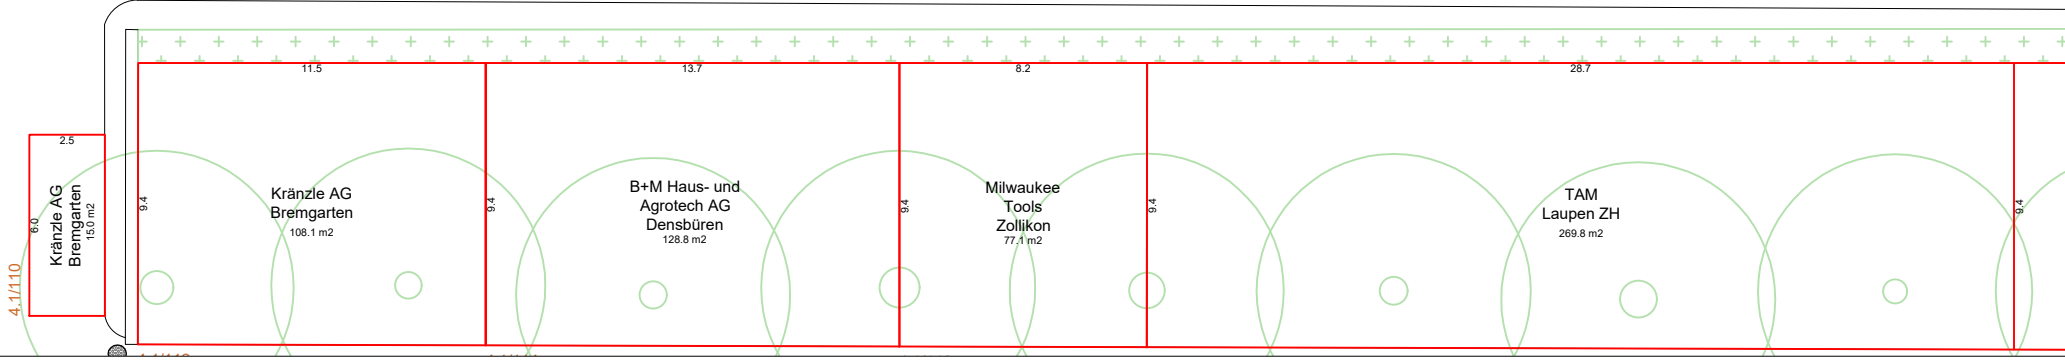 11.5
13.7
8.2
28.7
2.5
6.0
Kränzle AG
Bremgarten
15.0 m2
4.1/110
9.4
Kränzle AG
Bremgarten
108.1 m2
9.4
B+M Haus- und
Agrotech AG
Densbüren
128.8 m2
9.4
Milwaukee
Tools
Zollikon
77.1 m2
9.4
TAM
Laupen ZH
269.8 m2
9.4